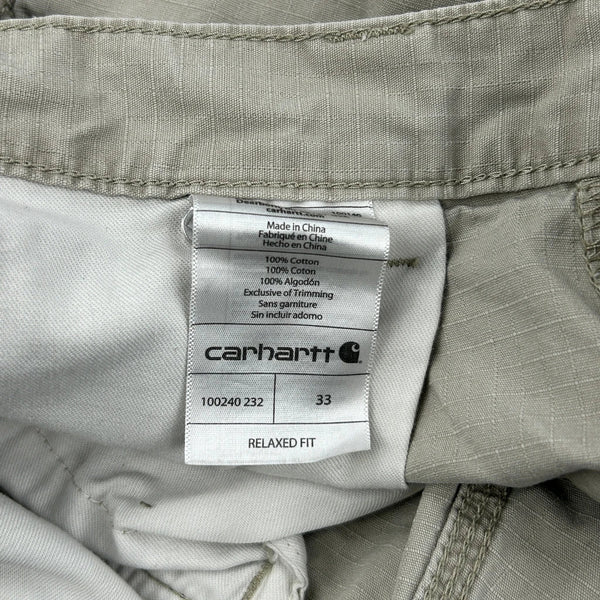 carhartt.com
Made in China
Fabriqué en Chine
Hecho en China
100% Cotton
100% Coton
100% Algodón
Exclusive of Trimming
Sans garniture
Sin incluir adorno
carhartt
100240 232
33
RELAXED FIT